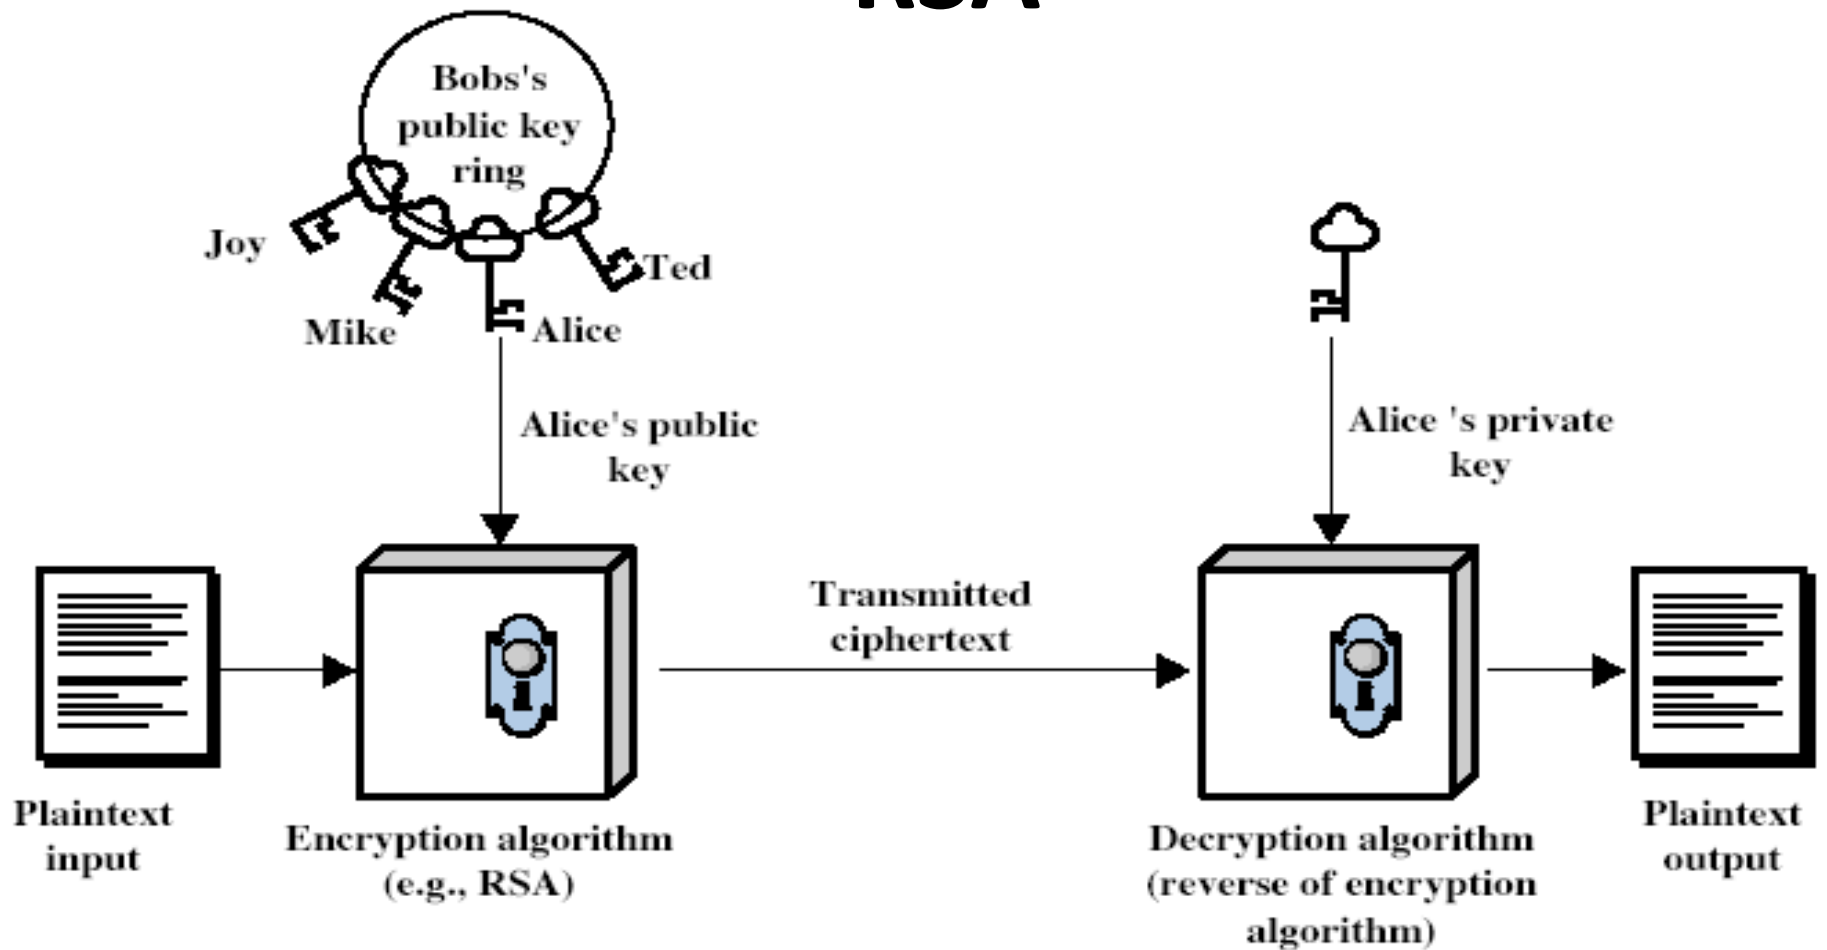 RSA
Bobs's
public key
ring
Joy
Ted
Mike
Alice
Alice's public
key
Alice 's private
key
Transmitted
ciphertext
Plaintext
input
Encryption algorithm
(e.g., RSA)
Decryption algorithm
(reverse of encryption
algorithm)
Plaintext
output